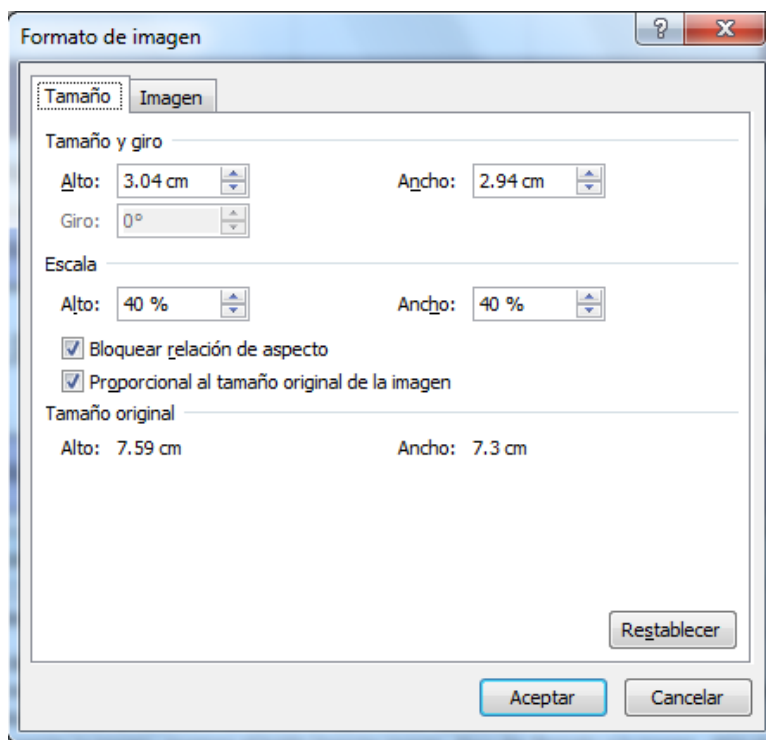 Formato de imagen
Tamaño Imagen
Tamaño y giro
Alto: 3.04 cm Ancho: 2.94 cm
Giro: 0°
Escala
Alto: 40 % Ancho: 40 %
Bloquear relación de aspecto
Proporcional al tamaño original de la imagen
Tamaño original
Alto: 7.59 cm Ancho: 7.3 cm
Restablecer
Aceptar Cancelar